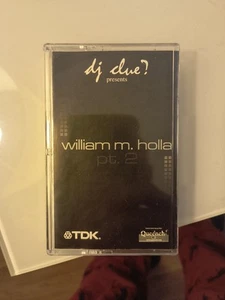 dj clue?
presents
william m. holla
pt. 2
TDK.